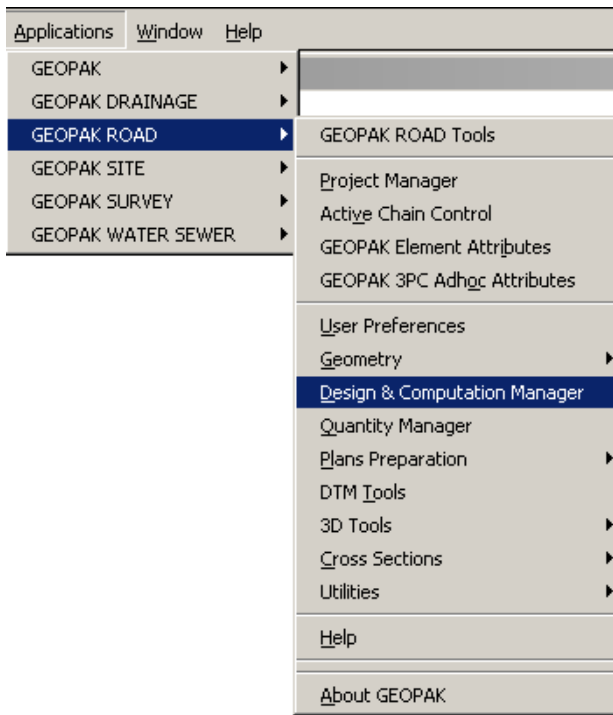 Applications Window Help
GEOPAK
GEOPAK DRAINAGE
GEOPAK ROAD
GEOPAK SITE
GEOPAK SURVEY
GEOPAK WATER SEWER
GEOPAK ROAD Tools
Project Manager
Active Chain Control
GEOPAK Element Attributes
GEOPAK 3PC Adhoc Attributes
User Preferences
Geometry
Design & Computation Manager
Quantity Manager
Plans Preparation
DTM Tools
3D Tools
Cross Sections
Utilities
Help
About GEOPAK